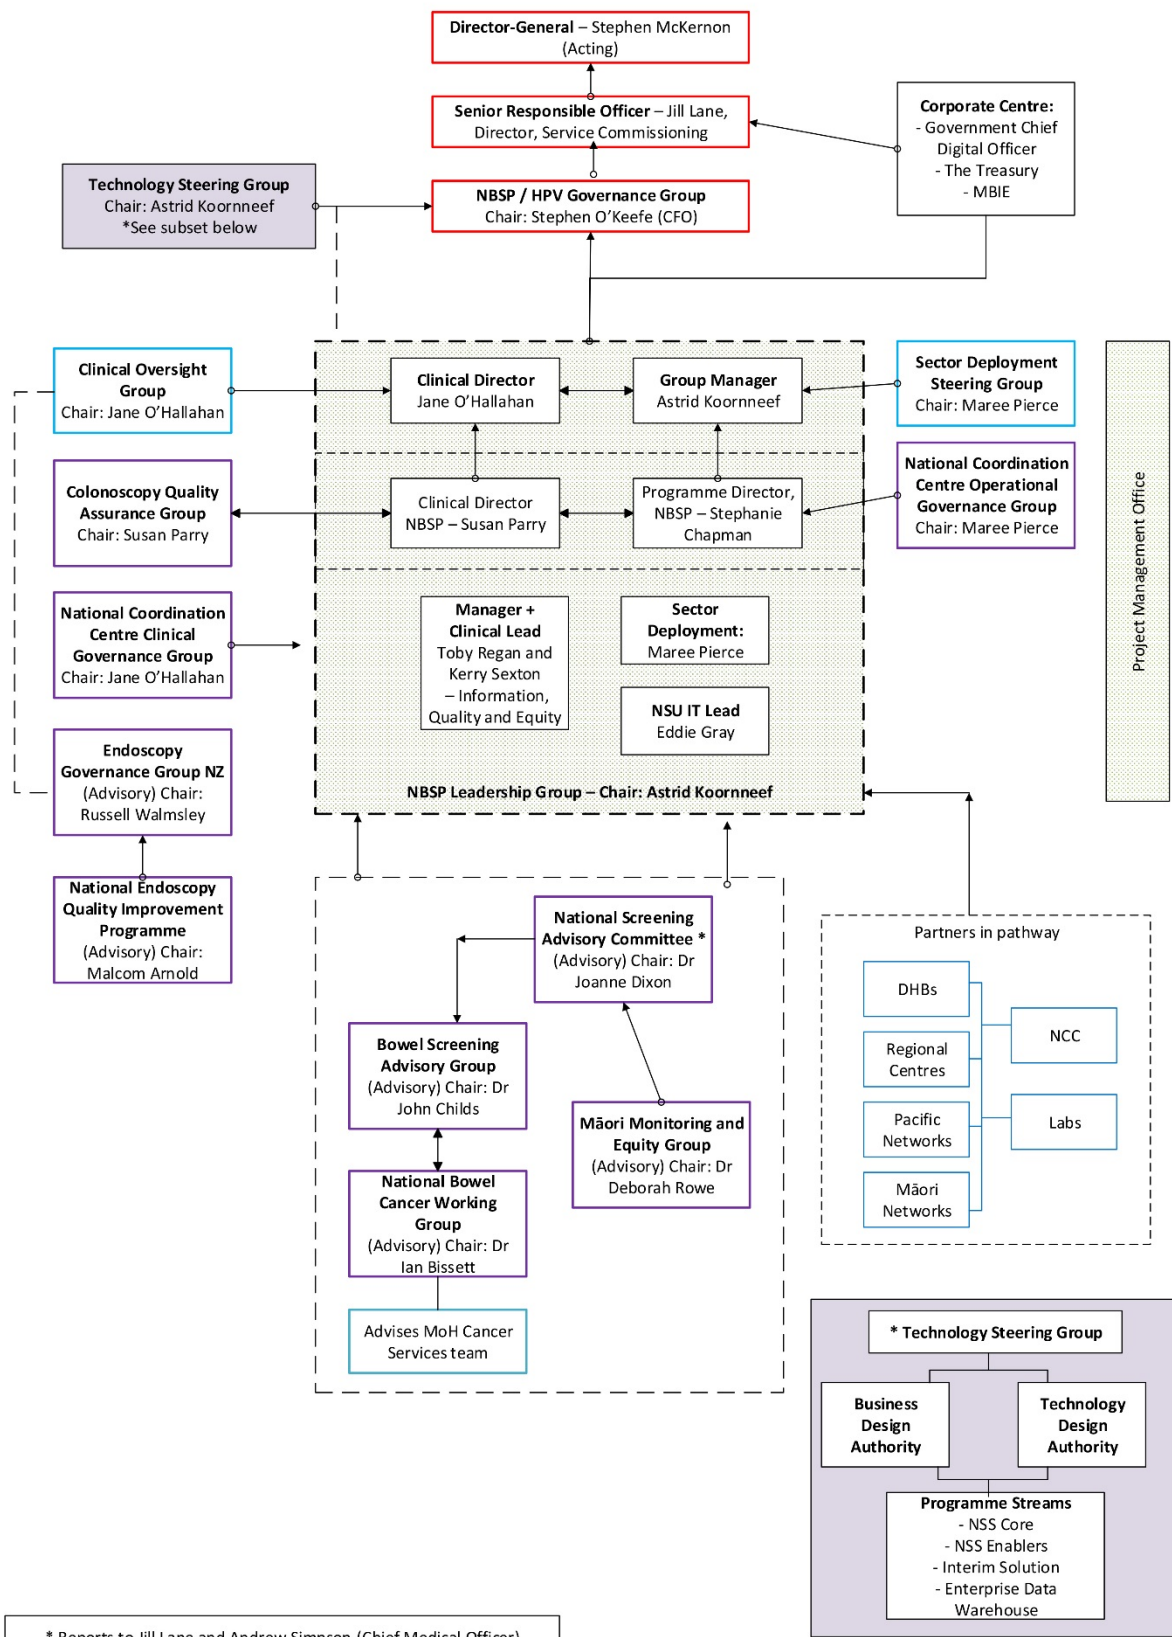 Director-General – Stephen McKernon
(Acting)
Senior Responsible Officer – Jill Lane,
Director, Service Commissioning
Corporate Centre:
- Government Chief
Digital Officer
- The Treasury
- MBIE
Technology Steering Group
Chair: Astrid Koornneef
*See subset below
NBSP / HPV Governance Group
Chair: Stephen O'Keefe (CFO)
Clinical Oversight
Group
Chair: Jane O'Hallahan
Clinical Director
Jane O'Hallahan
Group Manager
Astrid Koornneef
Sector Deployment
Steering Group
Chair: Maree Pierce
Project Management Office
Colonoscopy Quality
Assurance Group
Chair: Susan Parry
Clinical Director
NBSP – Susan Parry
Programme Director,
NBSP – Stephanie
Chapman
National Coordination
Centre Operational
Governance Group
Chair: Maree Pierce
National Coordination
Centre Clinical
Governance Group
Chair: Jane O'Hallahan
Manager +
Clinical Lead
Toby Regan and
Kerry Sexton
– Information,
Quality and Equity
Sector
Deployment:
Maree Pierce
NSU IT Lead
Eddie Gray
Endoscopy
Governance Group NZ
(Advisory) Chair:
Russell Walmsley
NBSP Leadership Group – Chair: Astrid Koornneef
National Endoscopy
Quality Improvement
Programme
(Advisory) Chair:
Malcom Arnold
National Screening
Advisory Committee *
(Advisory) Chair: Dr
Joanne Dixon
Bowel Screening
Advisory Group
(Advisory) Chair: Dr
John Childs
Māori Monitoring and
Equity Group
(Advisory) Chair: Dr
Deborah Rowe
National Bowel
Cancer Working
Group
(Advisory) Chair: Dr
Ian Bissett
Advises MoH Cancer
Services team
Partners in pathway
DHBs
Regional
Centres
Pacific
Networks
Māori
Networks
NCC
Labs
* Technology Steering Group
Business
Design
Authority
Technology
Design
Authority
Programme Streams
- NSS Core
- NSS Enablers
- Interim Solution
- Enterprise Data
Warehouse
* Reports to Jill Lane and Andrew Simpson (Chief Medical Officer)